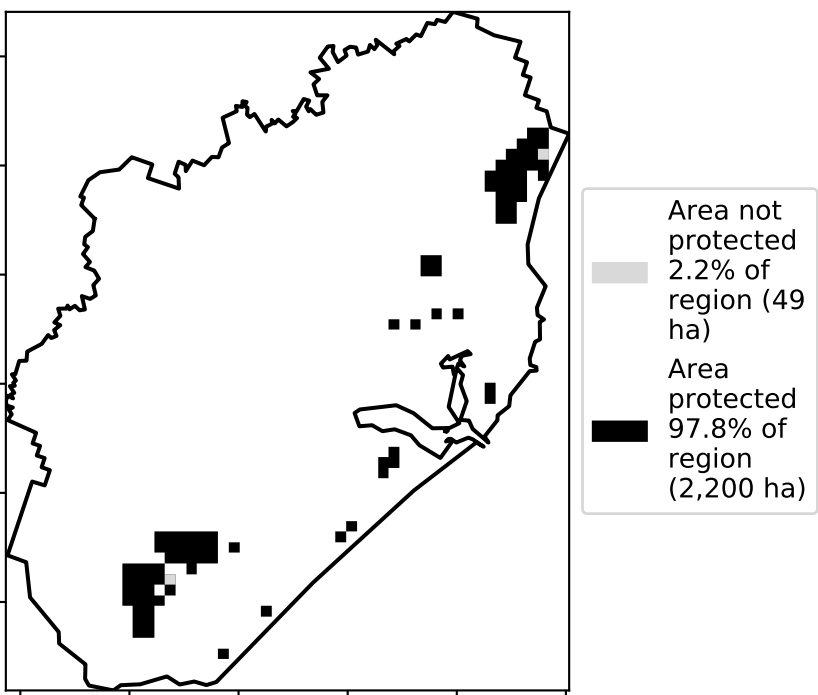 Area not
protected
2.2% of
region (49
ha)
Area
protected
97.8% of
region
(2,200 ha)